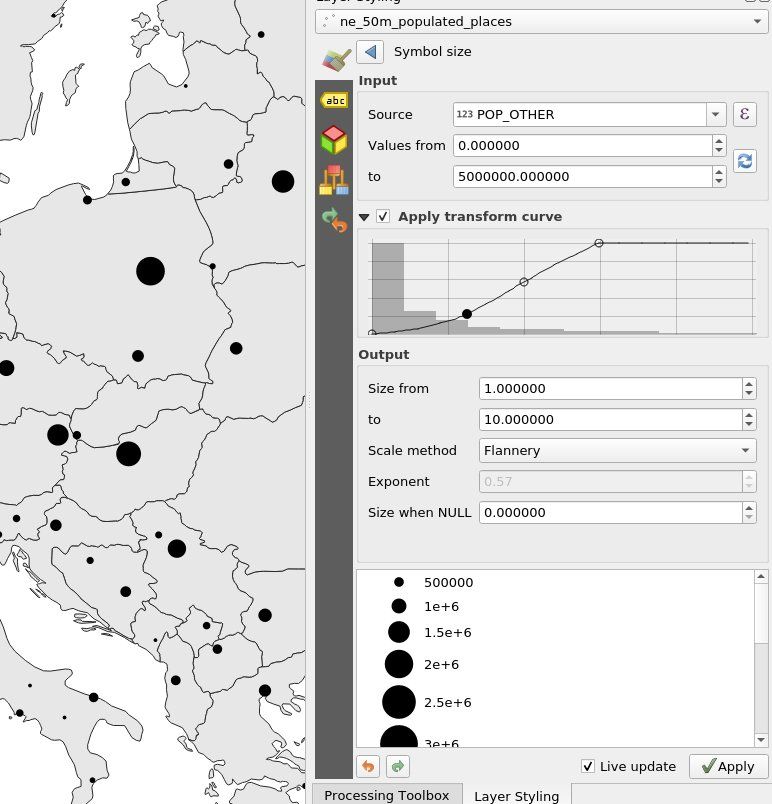 ne_50m_populated_places
Symbol size
abc
Input
Source 123 POP_OTHER ε
Values from 0.000000
to 5000000.000000
Apply transform curve
Output
Size from 1.000000
to 10.000000
Scale method Flannery
Exponent 0.57
Size when NULL 0.000000
500000
1e+6
1.5e+6
2e+6
2.5e+6
3e+6
Live update Apply
Processing Toolbox Layer Styling